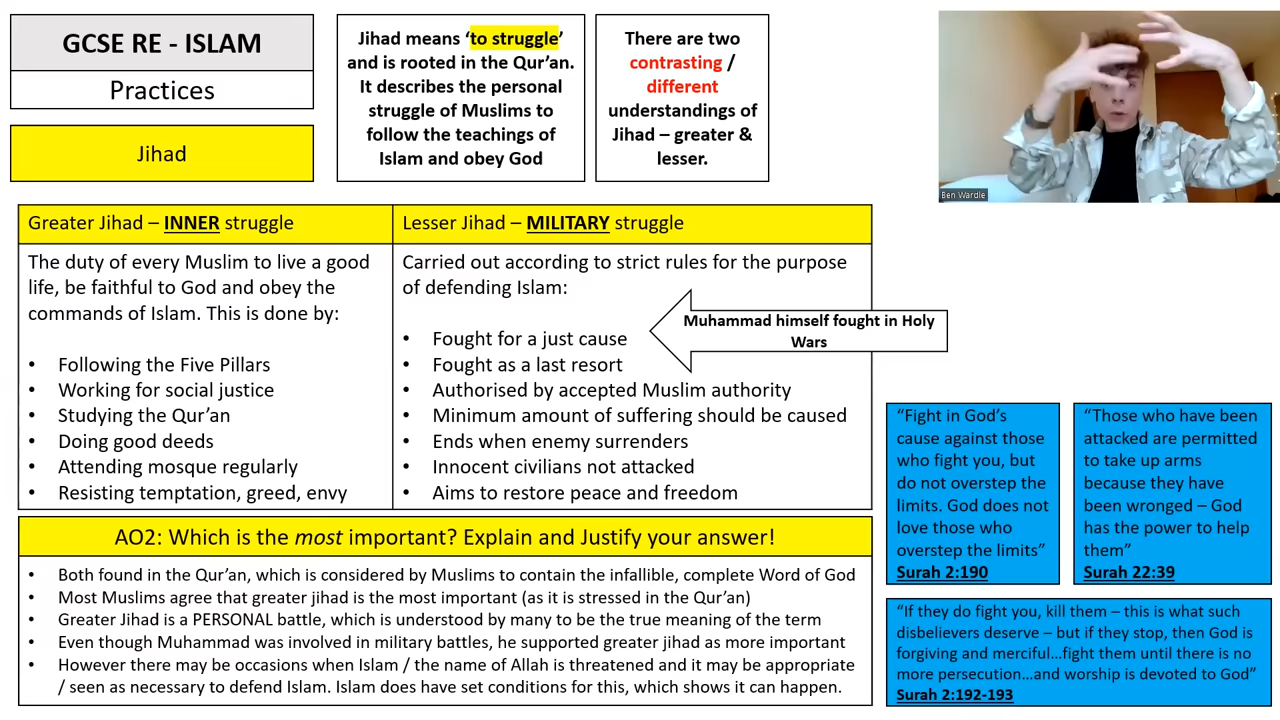 GCSE RE - ISLAM
Practices
Jihad
Jihad means ‘to struggle’
and is rooted in the Qur’an.
It describes the personal
struggle of Muslims to
follow the teachings of
Islam and obey God
There are two
contrasting /
different
understandings of
Jihad – greater &
lesser.
Ben Wardle
Greater Jihad – INNER struggle
The duty of every Muslim to live a good
life, be faithful to God and obey the
commands of Islam. This is done by:
• Following the Five Pillars
• Working for social justice
• Studying the Qur’an
• Doing good deeds
• Attending mosque regularly
• Resisting temptation, greed, envy
Lesser Jihad – MILITARY struggle
Carried out according to strict rules for the purpose
of defending Islam:
• Fought for a just cause
• Fought as a last resort
• Authorised by accepted Muslim authority
• Minimum amount of suffering should be caused
• Ends when enemy surrenders
• Innocent civilians not attacked
• Aims to restore peace and freedom
Muhammad himself fought in Holy
Wars
AO2: Which is the most important? Explain and Justify your answer!
• Both found in the Qur’an, which is considered by Muslims to contain the infallible, complete Word of God
• Most Muslims agree that greater jihad is the most important (as it is stressed in the Qur’an)
• Greater Jihad is a PERSONAL battle, which is understood by many to be the true meaning of the term
• Even though Muhammad was involved in military battles, he supported greater jihad as more important
• However there may be occasions when Islam / the name of Allah is threatened and it may be appropriate
/ seen as necessary to defend Islam. Islam does have set conditions for this, which shows it can happen.
“Fight in God’s
cause against those
who fight you, but
do not overstep the
limits. God does not
love those who
overstep the limits”
Surah 2:190
“Those who have been
attacked are permitted
to take up arms
because they have
been wronged – God
has the power to help
them”
Surah 22:39
“If they do fight you, kill them – this is what such
disbelievers deserve – but if they stop, then God is
forgiving and merciful…fight them until there is no
more persecution…and worship is devoted to God”
Surah 2:192-193